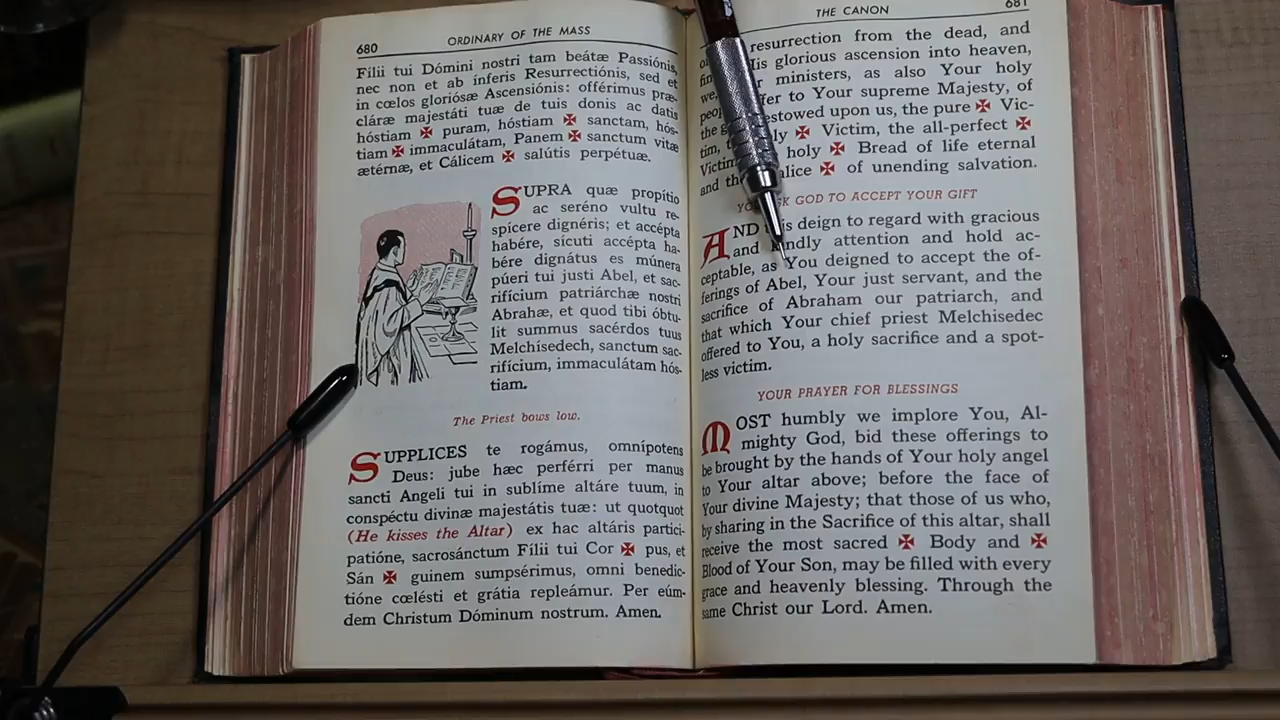 680
ORDINARY OF THE MASS
Fílii tui Dómini nostri tam beátæ Passiónis,
nec non et ab ínferis Resurrectiónis, sed et
in cœlos gloriósæ Ascensiónis: offérimus præ-
cláræ majestáti tuæ de tuis donis ac datis
hóstiam ✠ puram, hóstiam ✠ sanctam, hós-
tiam ✠ immaculátam, Panem ✠ sanctum vitæ
ætérnæ, et Cálicem ✠ salútis perpétuæ.
SUPRA quæ propítio
ac seréno vultu re-
spícere dignéris; et accépta
habére, sícuti accépta ha-
bére dignátus es múnera
púeri tui justi Abel, et sac-
rifícium patriárchæ nostri
Abrahæ, et quod tibi óbtu-
lit summus sacérdos tuus
Melchísedech, sanctum sac-
rifícium, immaculátam hós-
tiam.
The Priest bows low.
SUPPLICES te rogámus, omnípotens
Deus: jube hæc perférri per manus
sancti Angeli tui in sublíme altáre tuum, in
conspéctu divínæ majestátis tuæ: ut quotquot
(He kisses the Altar) ex hac altáris partici-
patióne, sacrosánctum Fílii tui Cor ✠ pus, et
Sán ✠ guinem sumpsérimus, omni benedic-
tióne cœlésti et grátia repleámur. Per eúm-
dem Christum Dóminum nostrum. Amen.
THE CANON
681
resurrection from the dead, and
His glorious ascension into heaven,
ministers, as also Your holy
to Your supreme Majesty, of
bestowed upon us, the pure ✠ Vic-
tim, ✠ Victim, the all-perfect ✠
Victim holy ✠ Bread of life eternal
and the ✠ of unending salvation.
GOD TO ACCEPT YOUR GIFT
AND this deign to regard with gracious
and kindly attention and hold ac-
ceptable, as You deigned to accept the of-
ferings of Abel, Your just servant, and the
sacrifice of Abraham our patriarch, and
that which Your chief priest Melchisedec
offered to You, a holy sacrifice and a spot-
less victim.
YOUR PRAYER FOR BLESSINGS
MOST humbly we implore You, Al-
mighty God, bid these offerings to
be brought by the hands of Your holy angel
to Your altar above; before the face of
Your divine Majesty; that those of us who,
by sharing in the Sacrifice of this altar, shall
receive the most sacred ✠ Body and ✠
Blood of Your Son, may be filled with every
grace and heavenly blessing. Through the
same Christ our Lord. Amen.